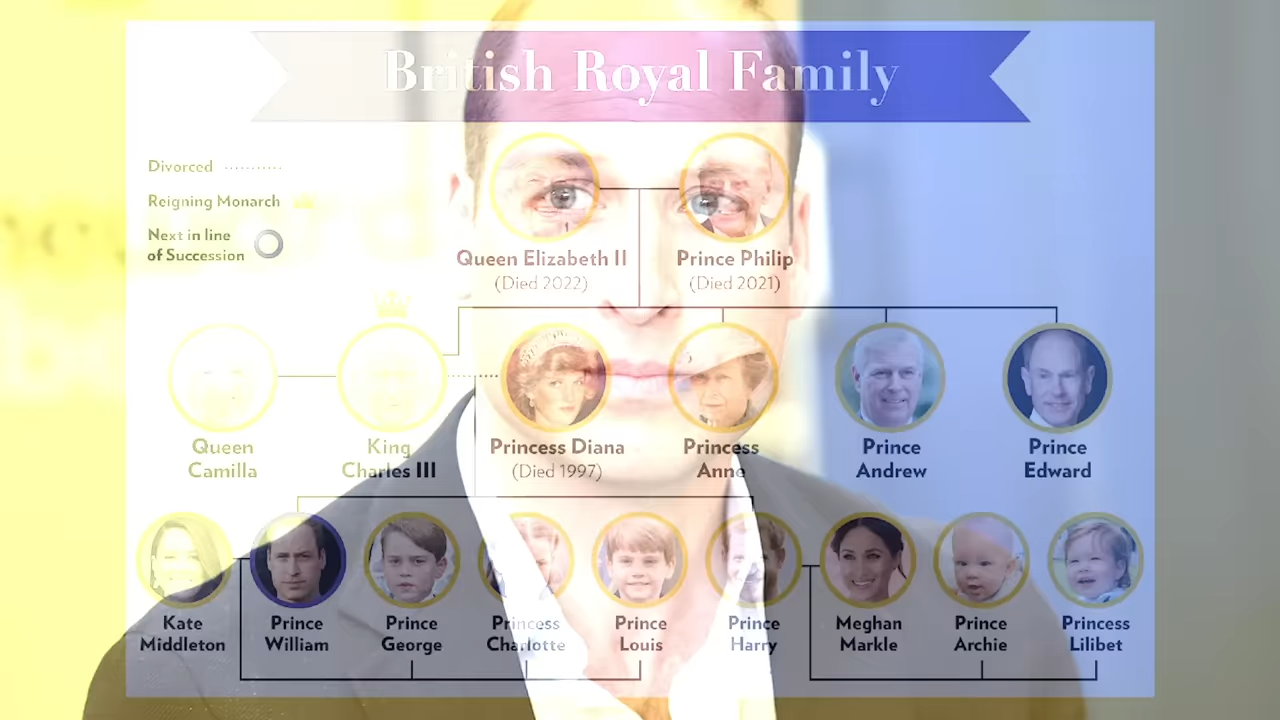 British Royal Family
Divorced
Reigning Monarch
Next in line
of Succession
Queen Elizabeth II
(Died 2022)
Prince Philip
(Died 2021)
Queen
Camilla
King
Charles III
Princess Diana
(Died 1997)
Princess
Anne
Prince
Andrew
Prince
Edward
Kate
Middleton
Prince
William
Prince
George
Princess
Charlotte
Prince
Louis
Prince
Harry
Meghan
Markle
Prince
Archie
Princess
Lilibet